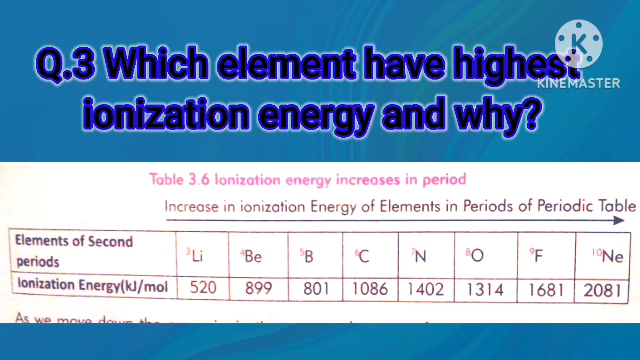 Q.3 Which element have highest
ionization energy and why?
K
KINEMASTER
Table 3.6 Ionization energy increases in period
Increase in ionization Energy of Elements in Periods of Periodic Table
Elements of Second periods ³Li ⁴Be ⁵B ⁶C ⁷N ⁸O ⁹F ¹⁰Ne
Ionization Energy(kJ/mol 520 899 801 1086 1402 1314 1681 2081
As we move down the